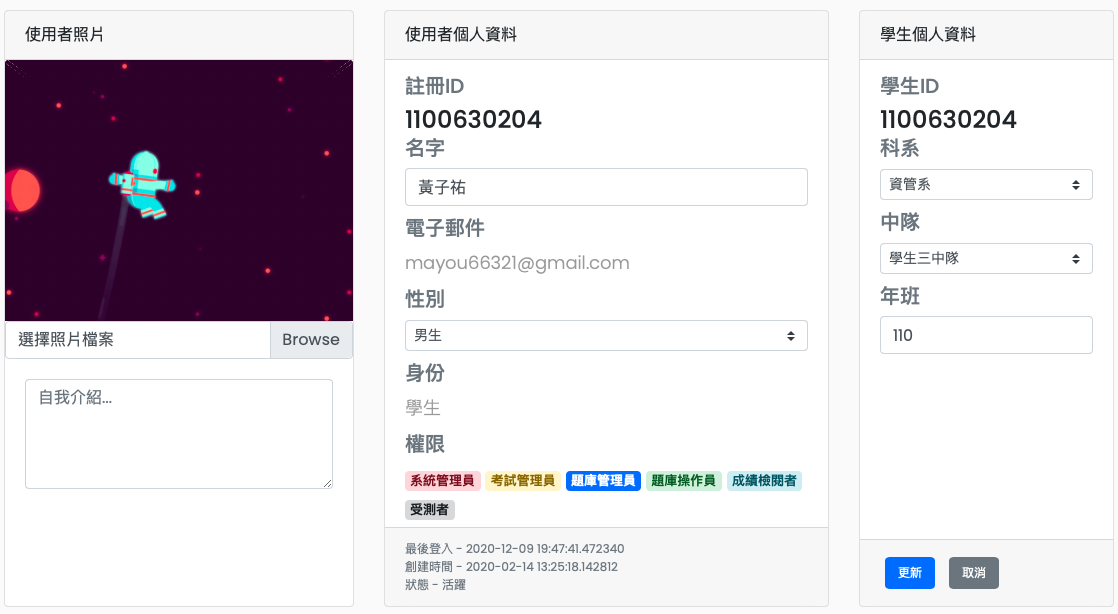 使用者照片
選擇照片檔案
Browse
自我介紹...
使用者個人資料
註冊ID
1100630204
名字
黃子祐
電子郵件
mayou66321@gmail.com
性別
男生
身份
學生
權限
系統管理員 考試管理員 題庫管理員 題庫操作員 成績檢閱者
受測者
最後登入 - 2020-12-09 19:47:41.472340
創建時間 - 2020-02-14 13:25:18.142812
狀態 - 活躍
學生個人資料
學生ID
1100630204
科系
資管系
中隊
學生三中隊
年班
110
更新 取消